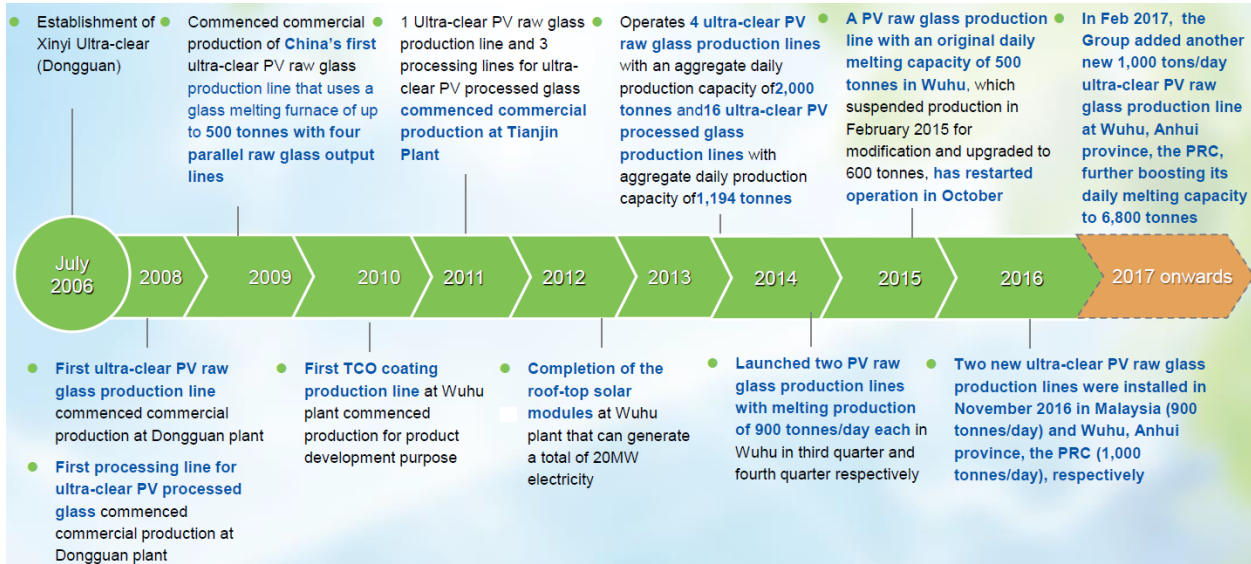 Establishment of
Xinyi Ultra-clear
(Dongguan)
Commenced commercial
production of China's first
ultra-clear PV raw glass
production line that uses a
glass melting furnace of up
to 500 tonnes with four
parallel raw glass output
lines
1 Ultra-clear PV raw glass
production line and 3
processing lines for ultra-
clear PV processed glass
commenced commercial
production at Tianjin
Plant
Operates 4 ultra-clear PV
raw glass production lines
with an aggregate daily
production capacity of2,000
tonnes and16 ultra-clear PV
processed glass
production lines with
aggregate daily production
capacity of1,194 tonnes
A PV raw glass production
line with an original daily
melting capacity of 500
tonnes in Wuhu, which
suspended production in
February 2015 for
modification and upgraded to
600 tonnes, has restarted
operation in October
In Feb 2017, the
Group added another
new 1,000 tons/day
ultra-clear PV raw
glass production line
at Wuhu, Anhui
province, the PRC,
further boosting its
daily melting capacity
to 6,800 tonnes
July
2006
2008
2009
2010
2011
2012
2013
2014
2015
2016
2017 onwards
First ultra-clear PV raw
glass production line
commenced commercial
production at Dongguan plant
First processing line for
ultra-clear PV processed
glass commenced
commercial production at
Dongguan plant
First TCO coating
production line at Wuhu
plant commenced
production for product
development purpose
Completion of the
roof-top solar
modules at Wuhu
plant that can generate
a total of 20MW
electricity
Launched two PV raw
glass production lines
with melting production
of 900 tonnes/day each in
Wuhu in third quarter and
fourth quarter respectively
Two new ultra-clear PV raw glass
production lines were installed in
November 2016 in Malaysia (900
tonnes/day) and Wuhu, Anhui
province, the PRC (1,000
tonnes/day), respectively